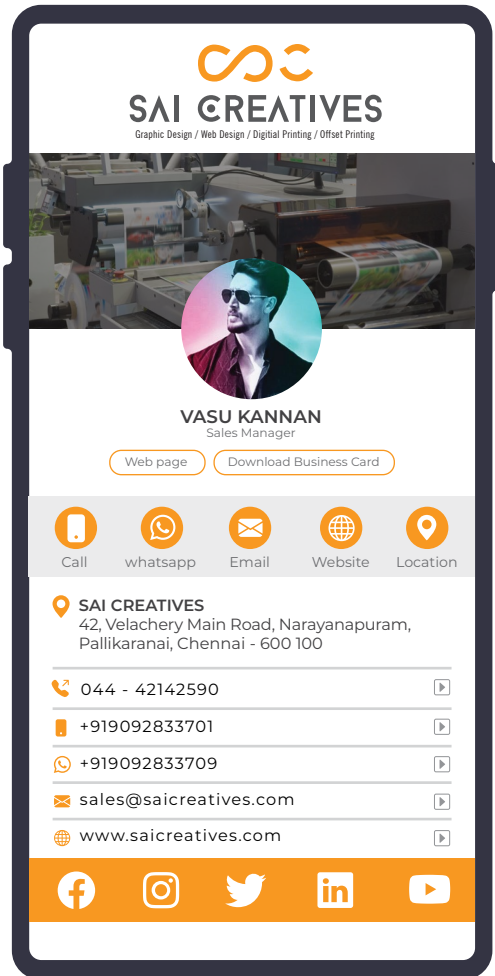 SAI CREATIVES
Graphic Design / Web Design / Digitial Printing / Offset Printing
VASU KANNAN
Sales Manager
Web page
Download Business Card
Call
whatsapp
Email
Website
Location
SAI CREATIVES
42, Velachery Main Road, Narayanapuram,
Pallikaranai, Chennai - 600 100
044 - 42142590
+919092833701
+919092833709
sales@saicreatives.com
www.saicreatives.com
in